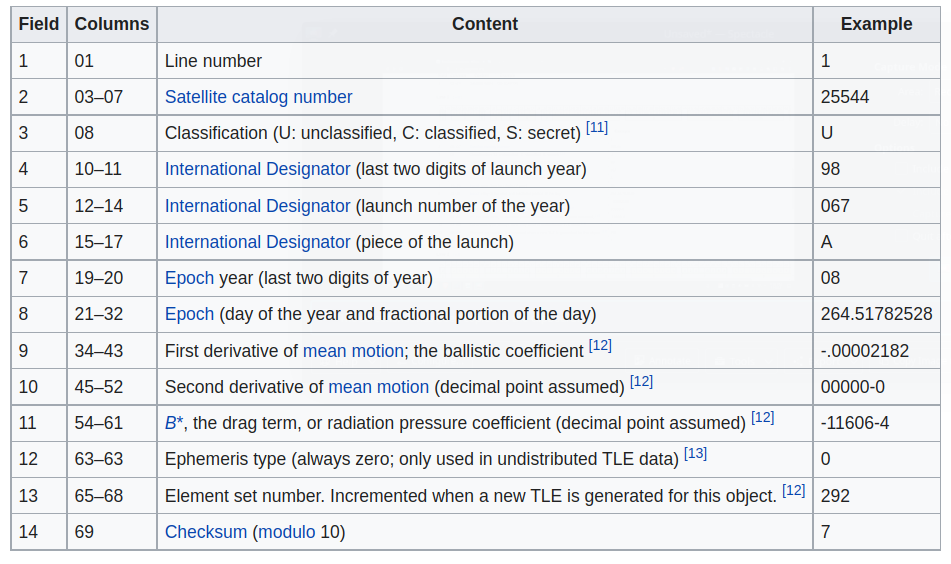 Field Columns Content Example
1 01 Line number 1
2 03–07 Satellite catalog number 25544
3 08 Classification (U: unclassified, C: classified, S: secret) [11] U
4 10–11 International Designator (last two digits of launch year) 98
5 12–14 International Designator (launch number of the year) 067
6 15–17 International Designator (piece of the launch) A
7 19–20 Epoch year (last two digits of year) 08
8 21–32 Epoch (day of the year and fractional portion of the day) 264.51782528
9 34–43 First derivative of mean motion; the ballistic coefficient [12] -.00002182
10 45–52 Second derivative of mean motion (decimal point assumed) [12] 00000-0
11 54–61 B*, the drag term, or radiation pressure coefficient (decimal point assumed) [12] -11606-4
12 63–63 Ephemeris type (always zero; only used in undistributed TLE data) [13] 0
13 65–68 Element set number. Incremented when a new TLE is generated for this object. [12] 292
14 69 Checksum (modulo 10) 7